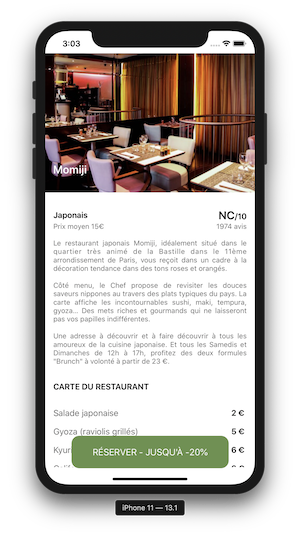 3:03
Momiji
Japonais NC/10
Prix moyen 15€ 1974 avis
Le restaurant japonais Momiji, idéalement situé dans le
quartier très animé de la Bastille dans le 11ème
arrondissement de Paris, vous reçoit dans un cadre à la
décoration tendance dans des tons roses et orangés.
Côté menu, le Chef propose de revisiter les douces
saveurs nippones au travers des plats typiques du pays. La
carte affiche les incontournables sushi, maki, tempura,
gyoza... Des mets riches et gourmands qui ne laisseront
pas vos papilles indifférentes.
Une adresse à découvrir et à faire découvrir à tous les
amoureux de la cuisine japonaise. Et tous les Samedis et
Dimanches de 12h à 17h, profitez des deux formules
"Brunch" à volonté à partir de 23 €.
CARTE DU RESTAURANT
Salade japonaise 2 €
Gyoza (raviolis grillés) 5 €
Kyuri 6 €
RÉSERVER - JUSQU'À -20%
iPhone 11 — 13.1